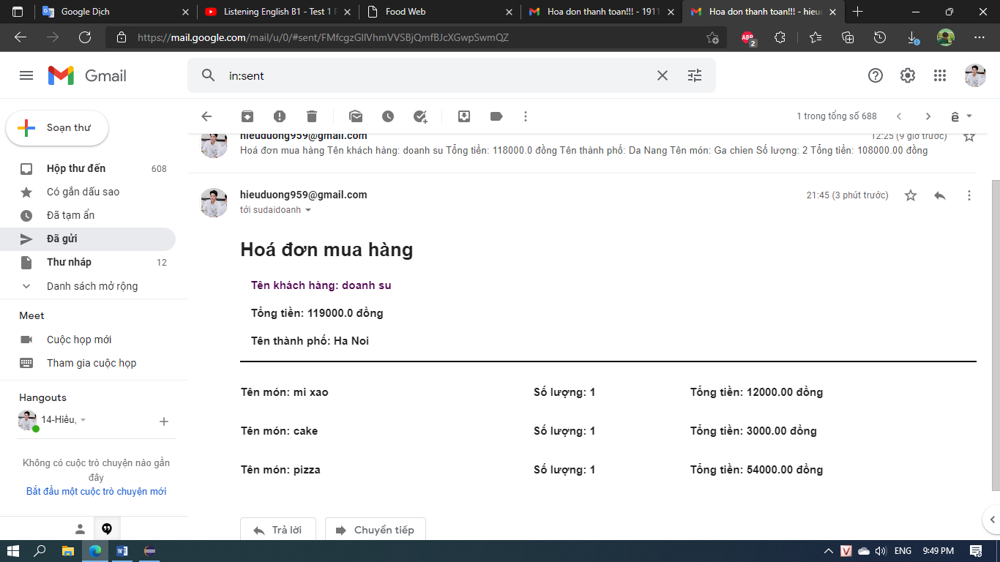 Google Dịch
Listening English B1 - Test 1 P
Food Web
Hoa don thanh toan!!! - 1911
Hoa don thanh toan!!! - hieud
https://mail.google.com/mail/u/0/#sent/FMfcgzGllVhmVVSBjQmfBJcXGwpSwmQZ
ABP
2
Gmail
in:sent
Soạn thư
1 trong tổng số 688
ê
Hộp thư đến 608
Có gắn dấu sao
Đã tạm ẩn
Đã gửi
Thư nháp 12
Danh sách mở rộng
Meet
Cuộc họp mới
Tham gia cuộc họp
Hangouts
14-Hiếu,
Không có cuộc trò chuyện nào gần
đây
Bắt đầu một cuộc trò chuyện mới
hieuduong959@gmail.com 12:25 (9 giờ trước)
Hoá đơn mua hàng Tên khách hàng: doanh su Tổng tiền: 118000.0 đồng Tên thành phố: Da Nang Tên món: Ga chien Số lượng: 2 Tổng tiền: 108000.00 đồng
hieuduong959@gmail.com 21:45 (3 phút trước)
tới sudaidoanh
Hoá đơn mua hàng
Tên khách hàng: doanh su
Tổng tiền: 119000.0 đồng
Tên thành phố: Ha Noi
Tên món: mi xao Số lượng: 1 Tổng tiền: 12000.00 đồng
Tên món: cake Số lượng: 1 Tổng tiền: 3000.00 đồng
Tên món: pizza Số lượng: 1 Tổng tiền: 54000.00 đồng
Trả lời
Chuyển tiếp
V
ENG
9:49 PM